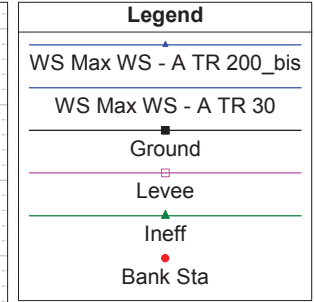 Legend
WS Max WS - A TR 200_bis
WS Max WS - A TR 30
Ground
Levee
Ineff
Bank Sta